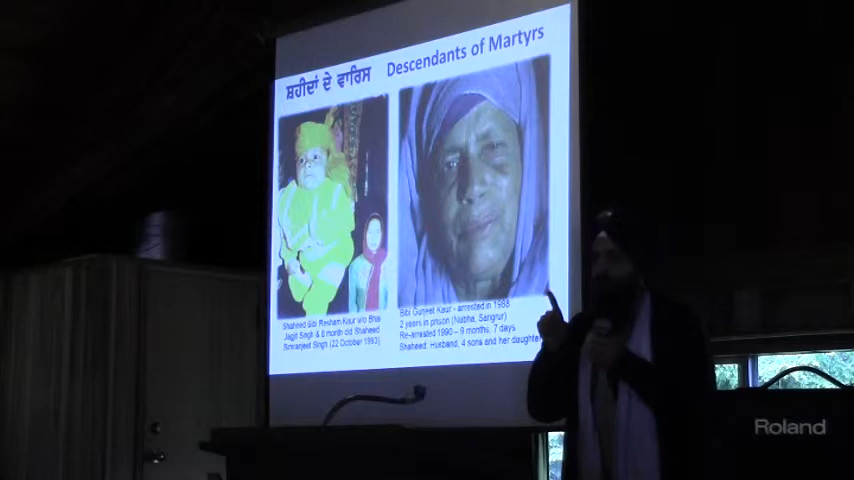 ਸ਼ਹੀਦਾਂ ਦੇ ਵਾਰਿਸ Descendants of Martyrs
Shaheed Bibi Resham Kaur w/o Bhai
Jagjit Singh & 8 month old Shaheed
Simranjeet Singh (22 October 1993)
Bibi Gurjeet Kaur - arrested in 1988
2 years in prison (Nabha, Sangrur)
Re-arrested 1990 – 9 months, 7 days
Shaheed: Husband, 4 sons and her daughter
Roland